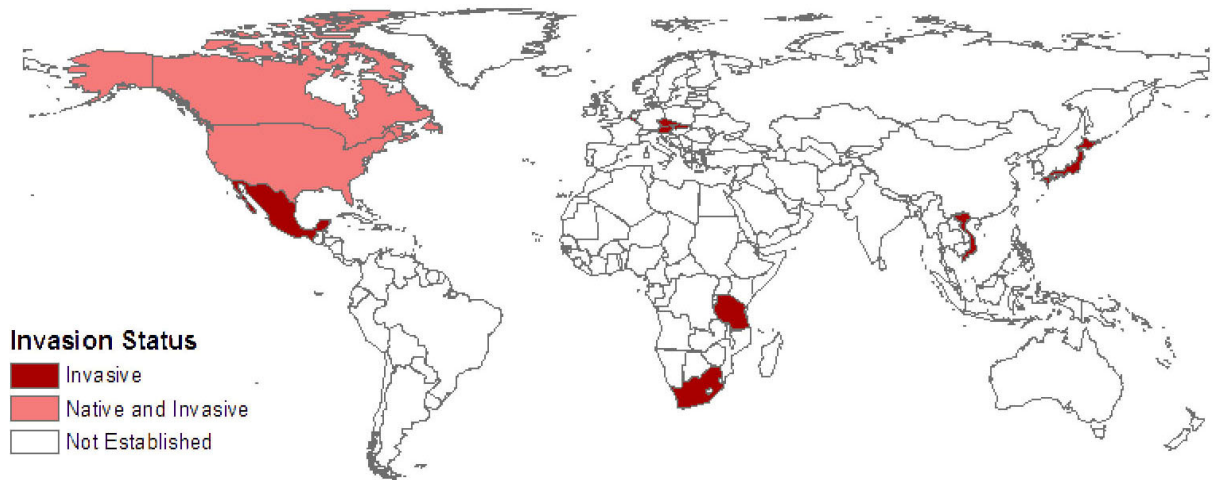 Invasion Status
Invasive
Native and Invasive
Not Established